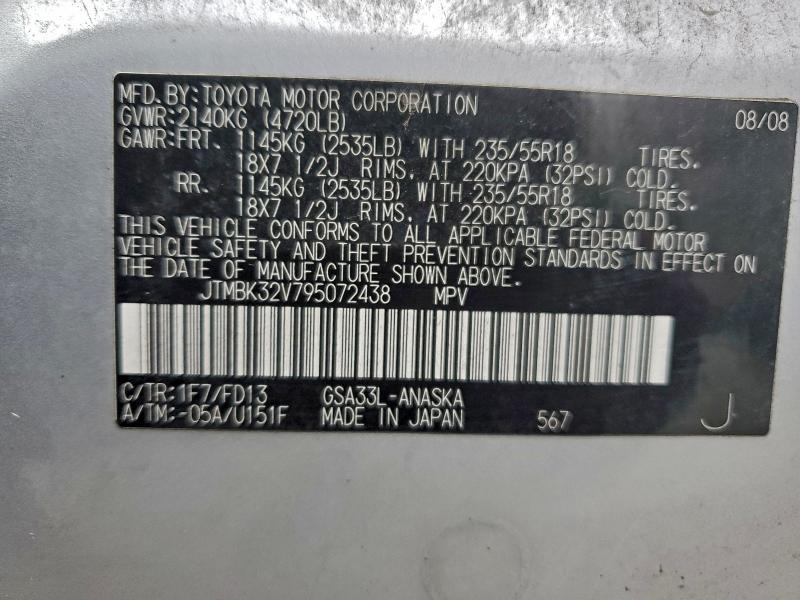 MFD. BY: TOYOTA MOTOR CORPORATION 08/08
GVWR: 2140KG (4720LB)
GAWR: FRT. 1145KG (2535LB) WITH 235/55R18 TIRES.
18X7 1/2J RIMS. AT 220KPA (32PSI) COLD.
RR. 1145KG (2535LB) WITH 235/55R18 TIRES.
18X7 1/2J RIMS. AT 220KPA (32PSI) COLD.
THIS VEHICLE CONFORMS TO ALL APPLICABLE FEDERAL MOTOR
VEHICLE SAFETY AND THEFT PREVENTION STANDARDS IN EFFECT ON
THE DATE OF MANUFACTURE SHOWN ABOVE.
JTMBK32V795072438 MPV
C/TR: 1F7/FD13 GSA33L-ANASKA
A/TM: -05A/U151F MADE IN JAPAN 567 J